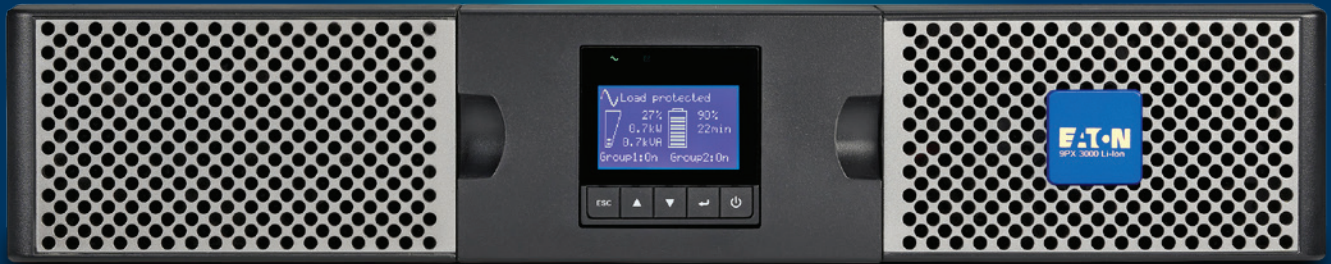 Load protected
27% 90%
0.7kW 22min
0.7kVA
Group1:On Group2:On
ESC
EATON
9PX 3000 Li-Ion